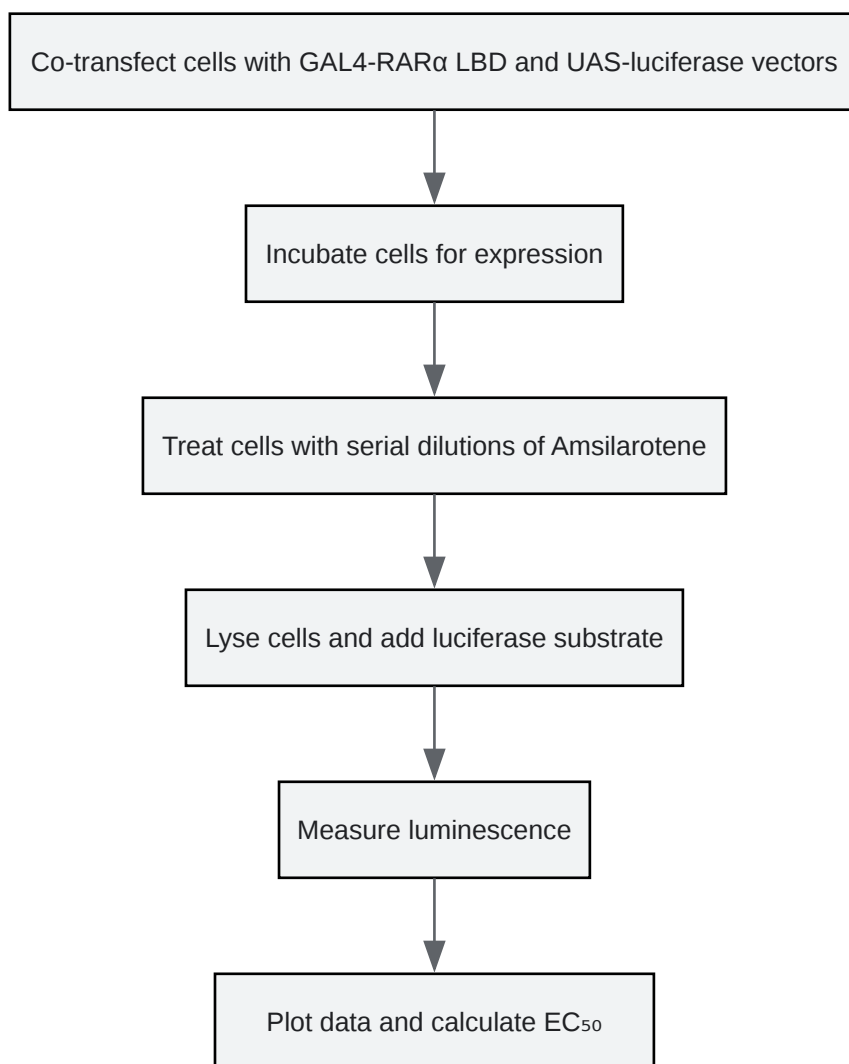 Co-transfect cells with GAL4-RARα LBD and UAS-luciferase vectors
Incubate cells for expression
Treat cells with serial dilutions of Amsilarotene
Lyse cells and add luciferase substrate
Measure luminescence
Plot data and calculate EC₅₀